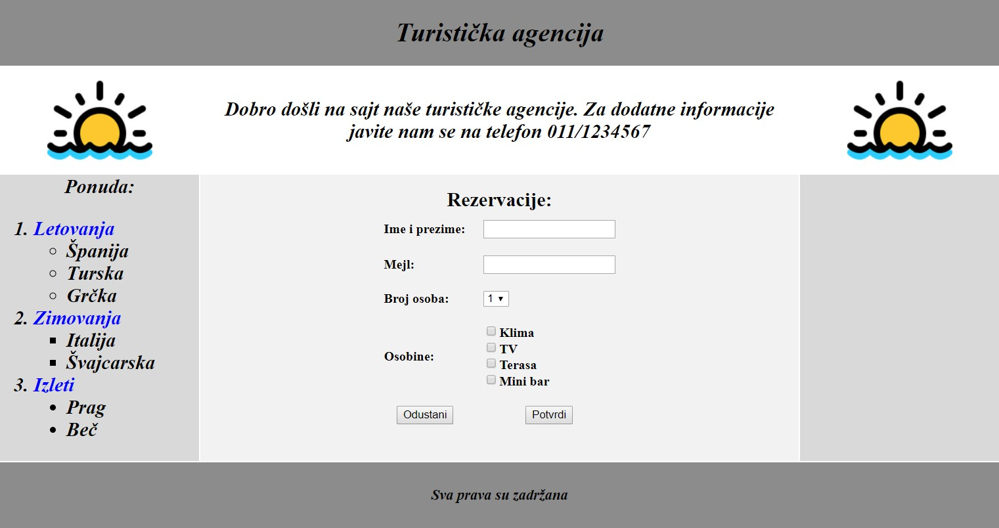 Turistička agencija
Dobro došli na sajt naše turističke agencije. Za dodatne informacije
javite nam se na telefon 011/1234567
Ponuda:
1. Letovanja
Španija
Turska
Grčka
2. Zimovanja
Italija
Švajcarska
3. Izleti
Prag
Beč
Rezervacije:
Ime i prezime:
Mejl:
Broj osoba: 1
Osobine:
Klima
TV
Terasa
Mini bar
Odustani Potvrdi
Sva prava su zadržana